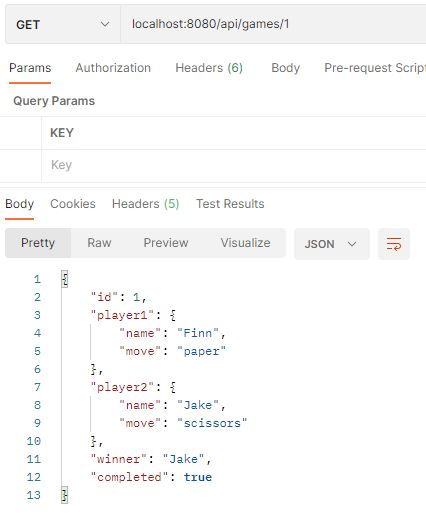 GET localhost:8080/api/games/1
Params Authorization Headers (6) Body Pre-request Script
Query Params
KEY
Key
Body Cookies Headers (5) Test Results
Pretty Raw Preview Visualize JSON
1 {
2 "id": 1,
3 "player1": {
4 "name": "Finn",
5 "move": "paper"
6 },
7 "player2": {
8 "name": "Jake",
9 "move": "scissors"
10 },
11 "winner": "Jake",
12 "completed": true
13 }